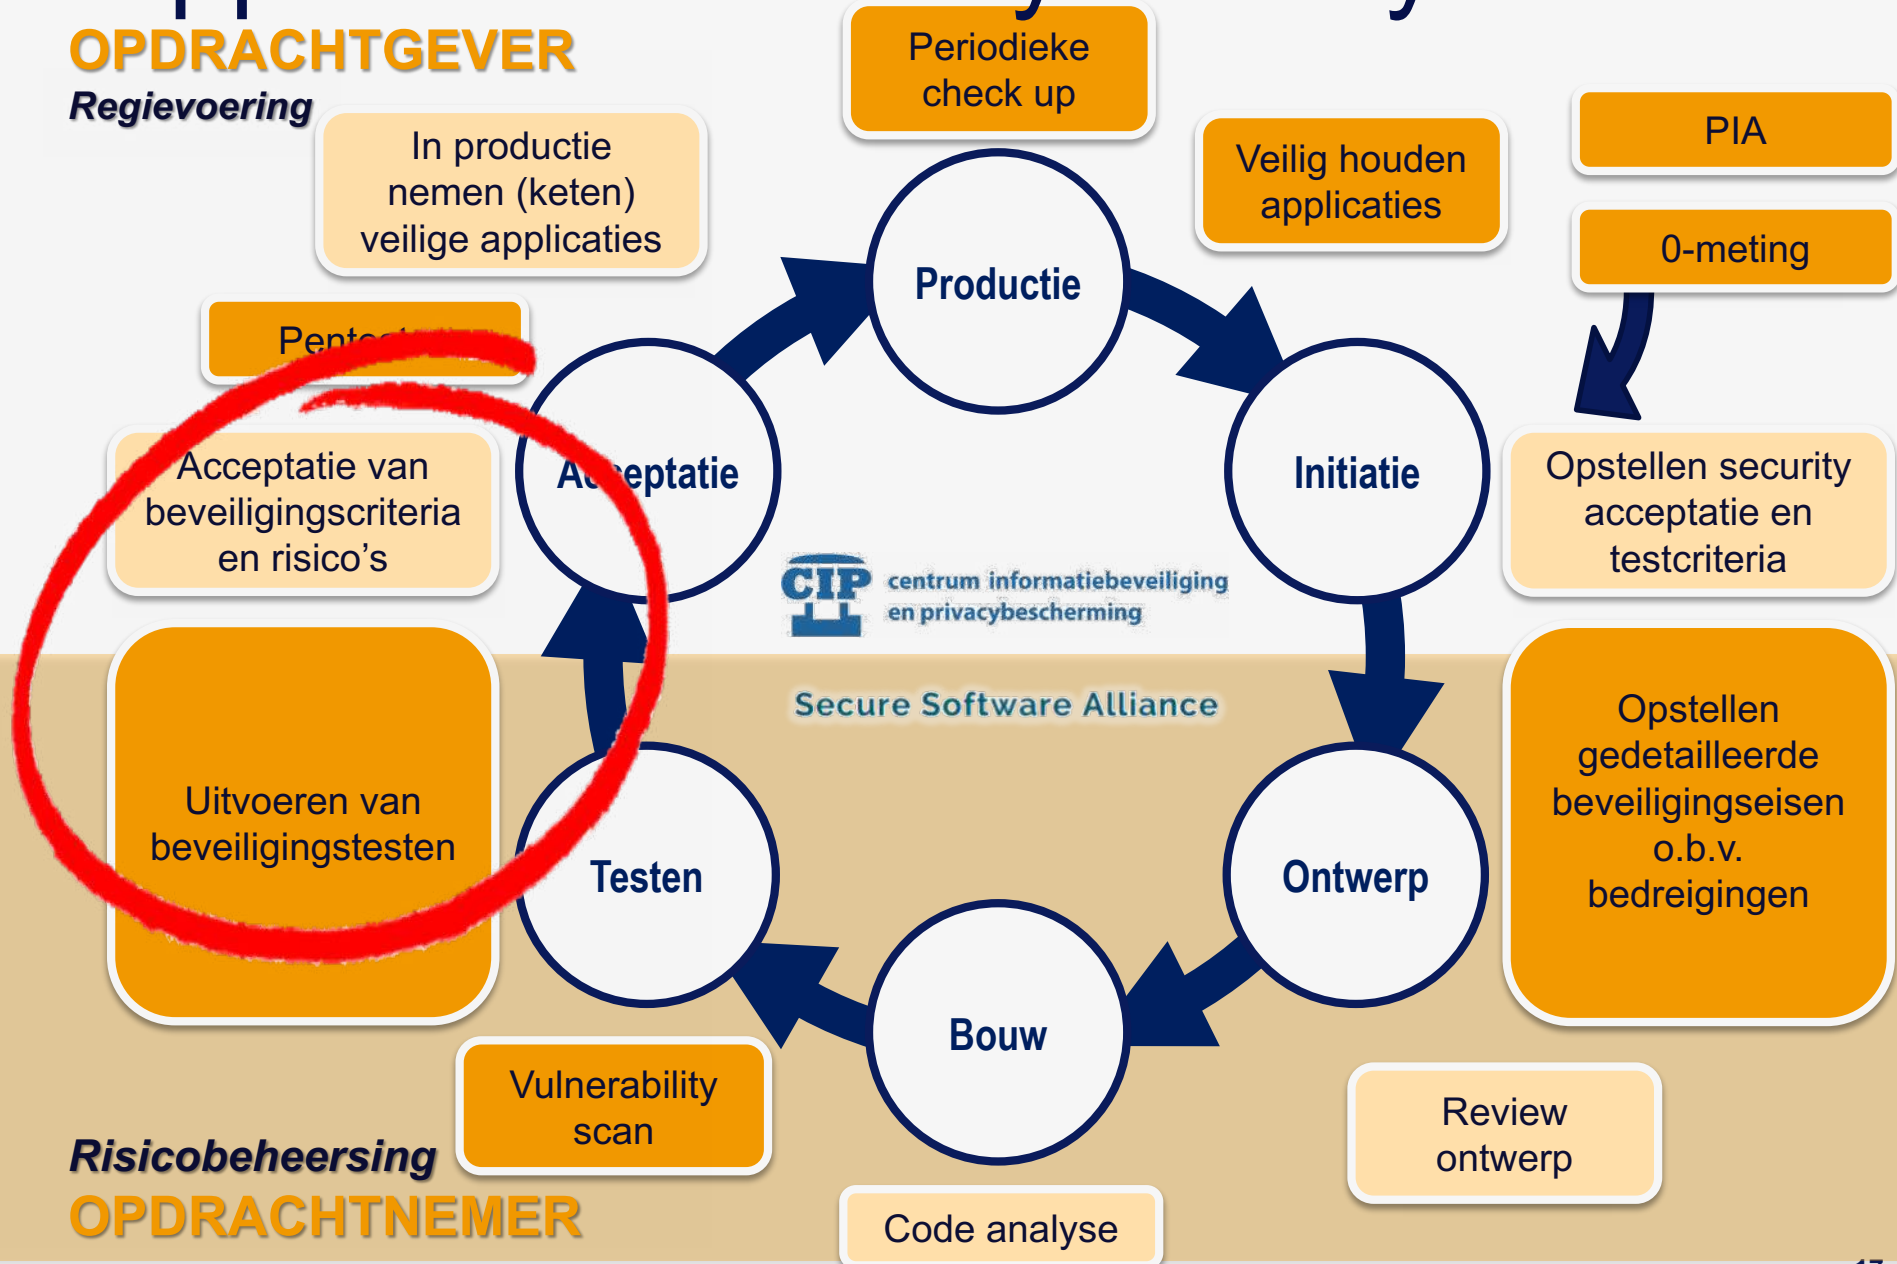 OPDRACHTGEVER
Regievoering
Periodieke
check up
In productie
nemen (keten)
veilige applicaties
Veilig houden
applicaties
PIA
0-meting
Productie
Acceptatie van
beveiligingscriteria
en risico's
Acceptatie
Initiatie
Opstellen security
acceptatie en
testcriteria
CIP
centrum informatiebeveiliging
en privacybescherming
Secure Software Alliance
Uitvoeren van
beveiligingstesten
Testen
Ontwerp
Opstellen
gedetailleerde
beveiligingseisen
o.b.v.
bedreigingen
Bouw
Vulnerability
scan
Review
ontwerp
Code analyse
Risicobeheersing
OPDRACHTNEMER